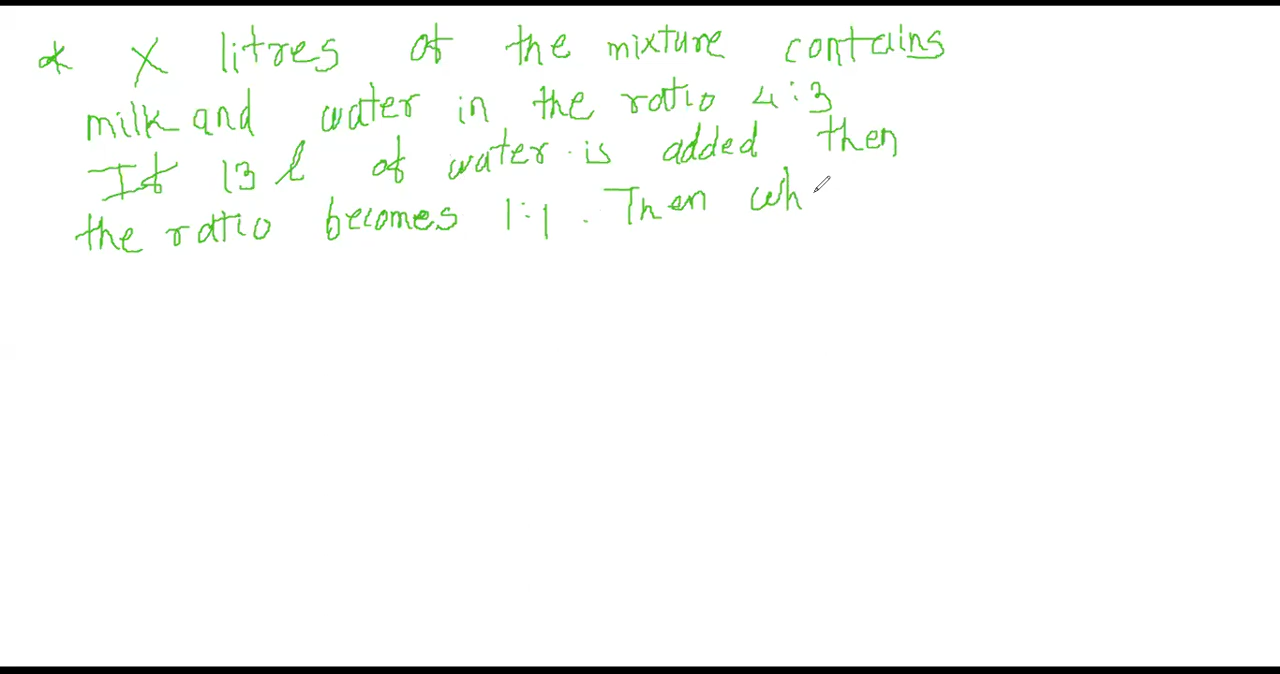 * X litres of the mixture contains
milk and water in the ratio 4:3
If 13 l of water is added then
the ratio becomes 1:1. Then wh